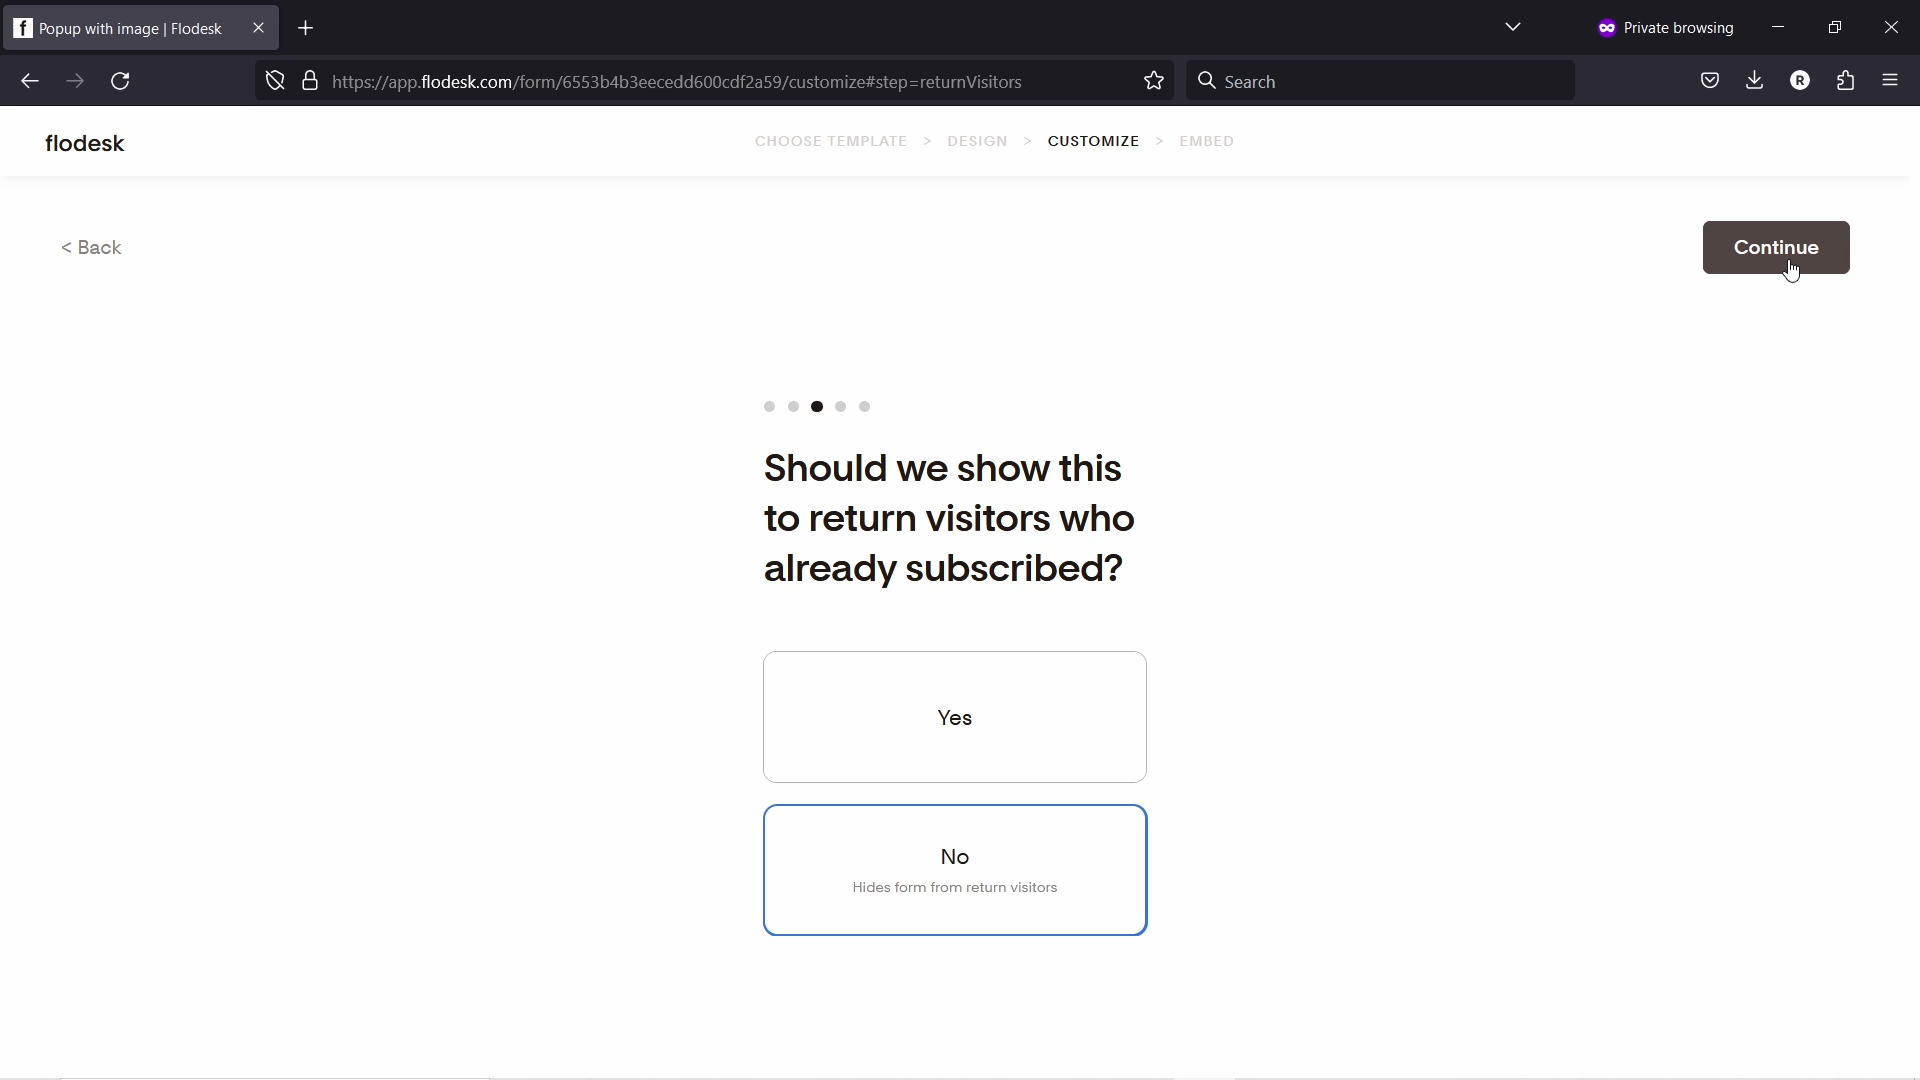 f Popup with image | Flodesk
Private browsing
https://app.flodesk.com/form/6553b4b3eecedd600cdf2a59/customize#step=returnVisitors
Search
R
flodesk
CHOOSE TEMPLATE > DESIGN > CUSTOMIZE > EMBED
< Back
Continue
Should we show this
to return visitors who
already subscribed?
Yes
No
Hides form from return visitors